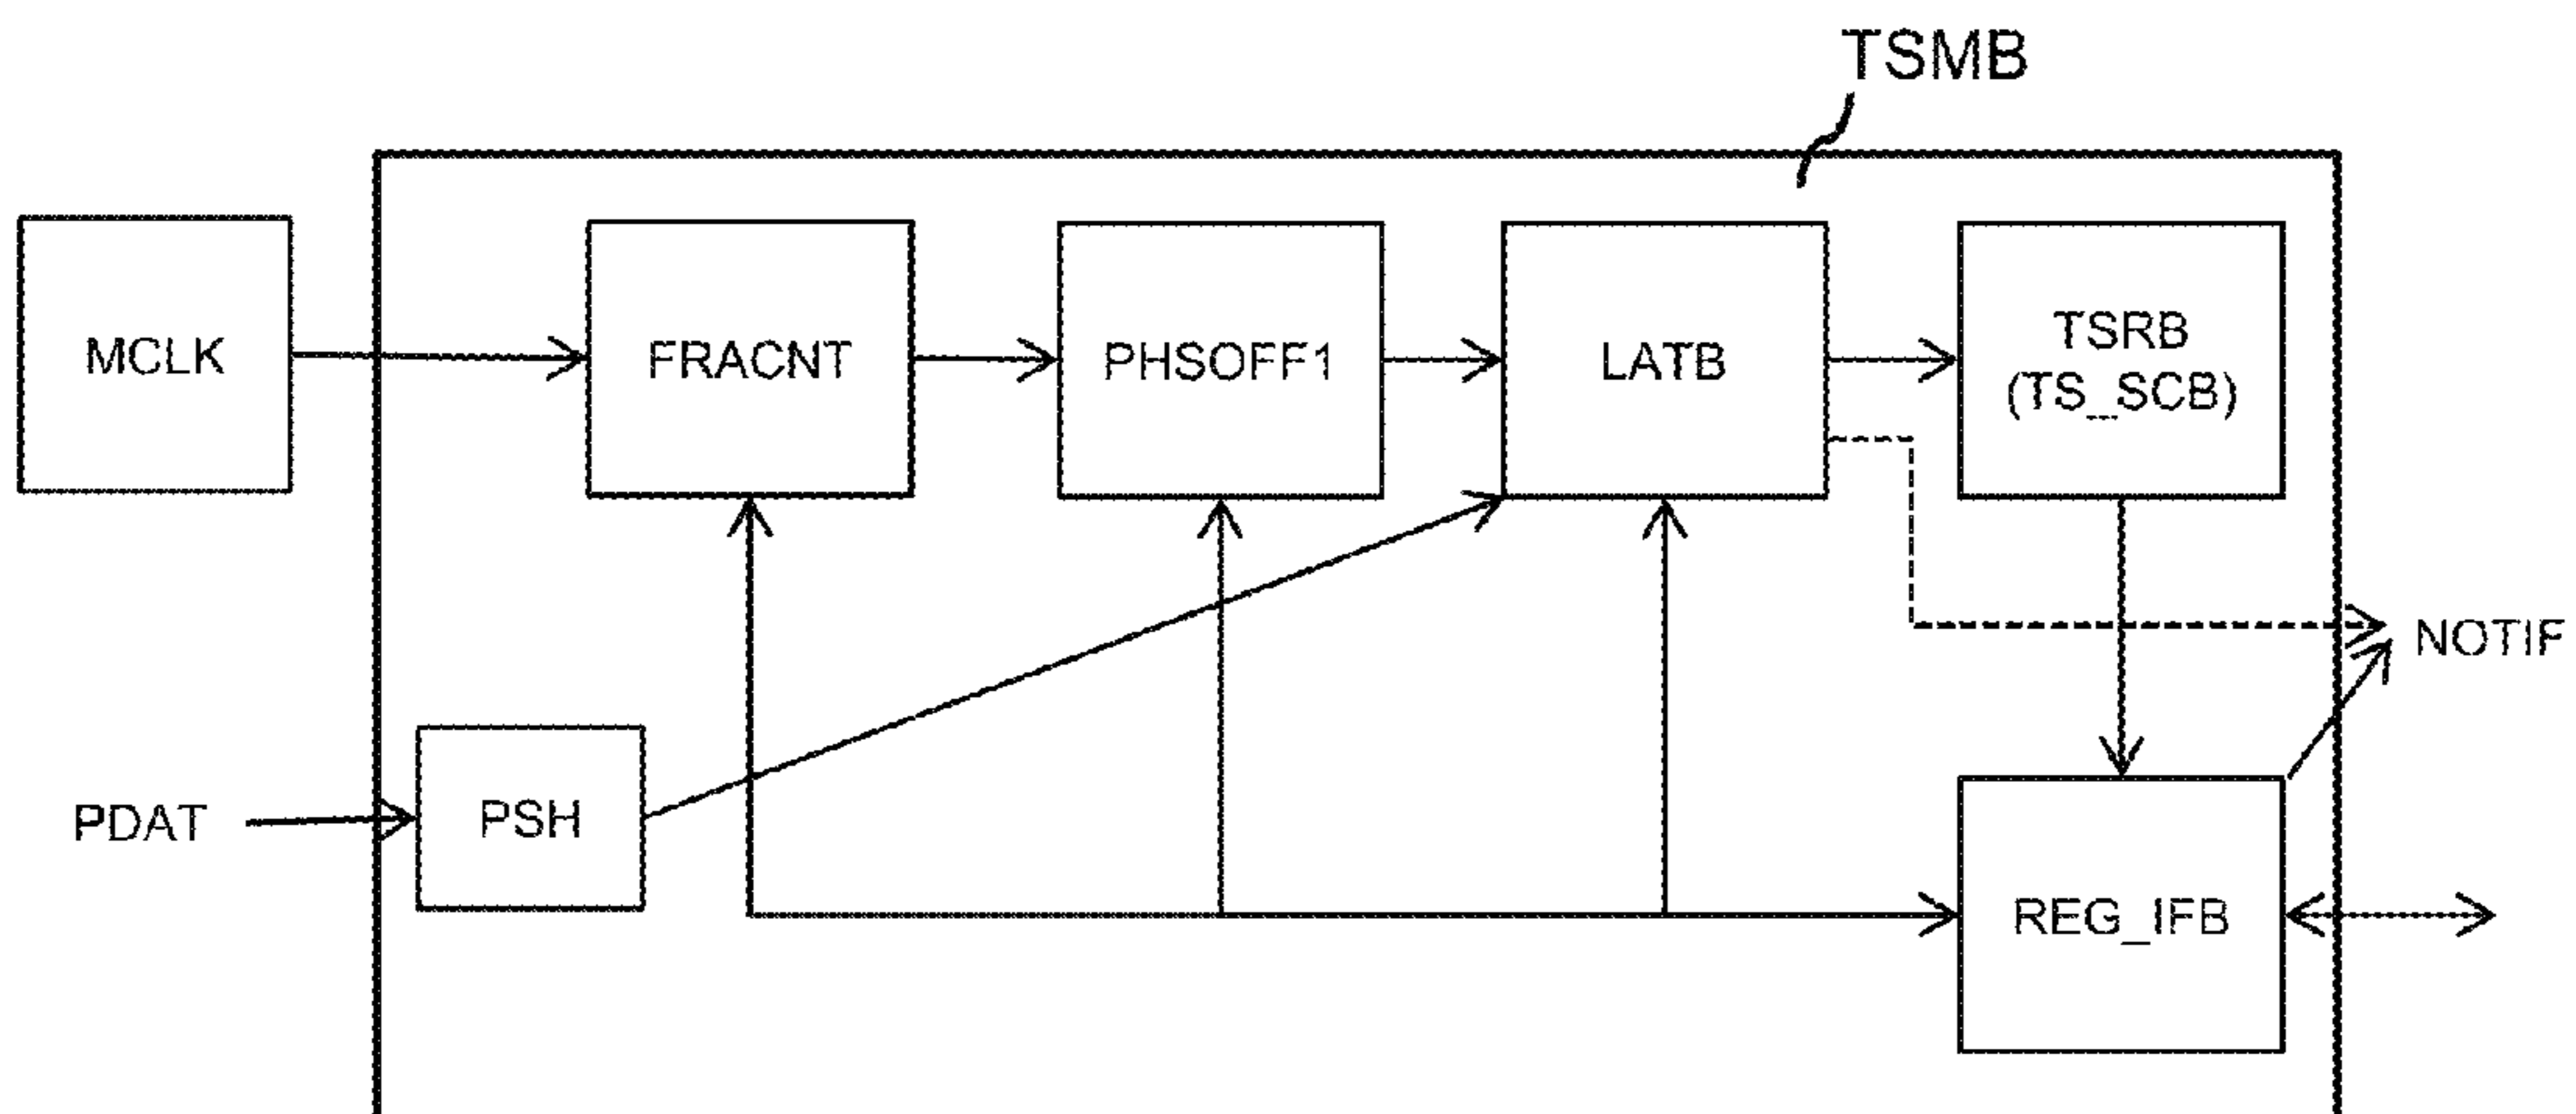 TSMB
MCLK
FRACNT
PHSOFF1
LATB
TSRB
(TS_SCB)
NOTIF
PDAT
PSH
REG_IFB